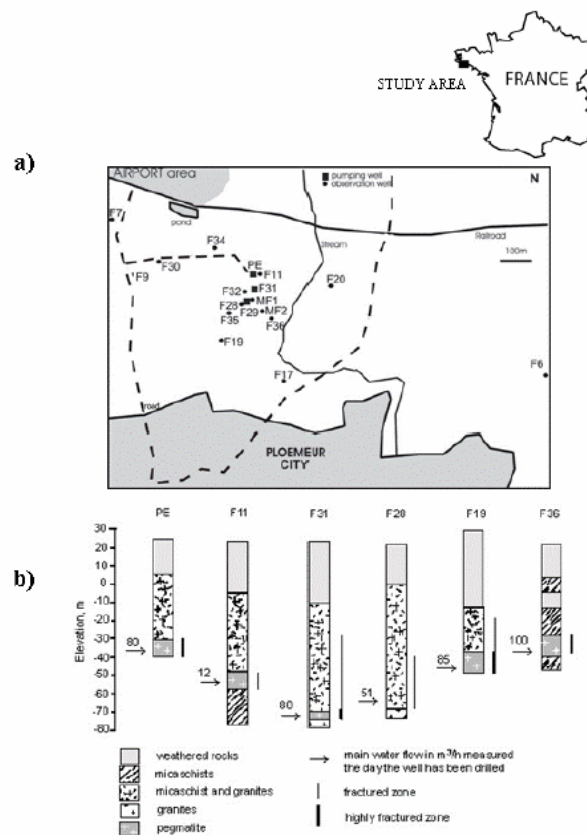 STUDY AREA
FRANCE
a)
AIRPORT area
pumping well
observation well
N
F7
pond
stream
Railroad
100m
F34
F30
PE
F11
F9
F20
F32
F31
F28
MF1
F29
MF2
F35
F36
F19
F17
F6
road
PLOEMEUR
CITY
b)
PE F11 F31 F20 F19 F36
Elevation, m
30
20
10
0
-10
-20
-30
-40
-50
-60
-70
-80
80
12
80
51
85
100
weathered rocks
micaschists
micaschist and granites
granites
pegmatite
main water flow in m³/h measured
the day the well has been drilled
fractured zone
highly fractured zone